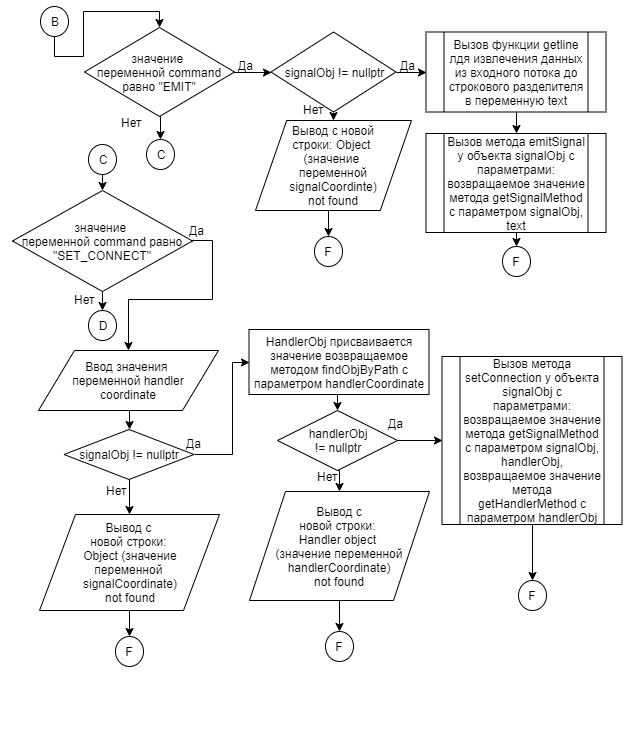 B
значение
переменной command
равно "EMIT"
Да
Нет
C
signalObj != nullptr
Да
Нет
Вызов функции getline
лдя извлечения данных
из входного потока до
строкового разделителя
в переменную text
Вывод с новой
строки: Object
(значение
переменной
signalCoordinte)
not found
F
Вызов метода emitSignal
у объекта signalObj с
параметрами:
возвращаемое значение
метода getSignalMethod
с параметром signalObj,
text
F
C
значение
переменной command равно
"SET_CONNECT"
Да
Нет
D
Ввод значения
переменной handler
coordinate
signalObj != nullptr
Да
Нет
Вывод с
новой строки:
Object (значение
переменной
signalCoordinate)
not found
F
HandlerObj присваивается
значение возвращаемое
методом findObjByPath с
параметром handlerCoordinate
handlerObj
!= nullptr
Да
Нет
Вывод с
новой строки:
Handler object
(значение переменной
handlerCoordinate)
not found
F
Вызов метода
setConnection у объекта
signalObj с
параметрами:
возвращаемое значение
метода getSignalMethod
с параметром signalObj,
handlerObj,
возвращаемое значение
метода
getHandlerMethod с
параметром handlerObj
F